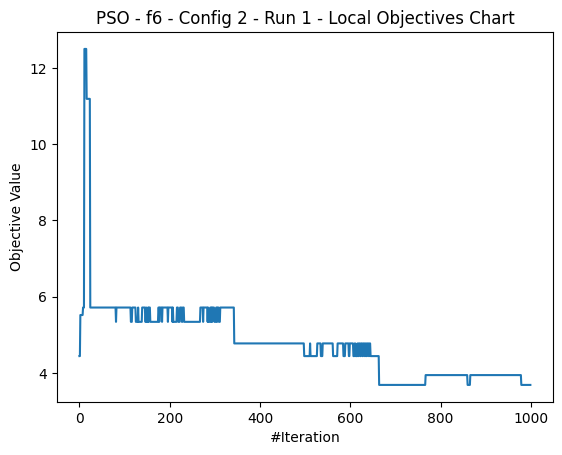 PSO - f6 - Config 2 - Run 1 - Local Objectives Chart
12
10
8
6
4
Objective Value
0 200 400 600 800 1000
#Iteration